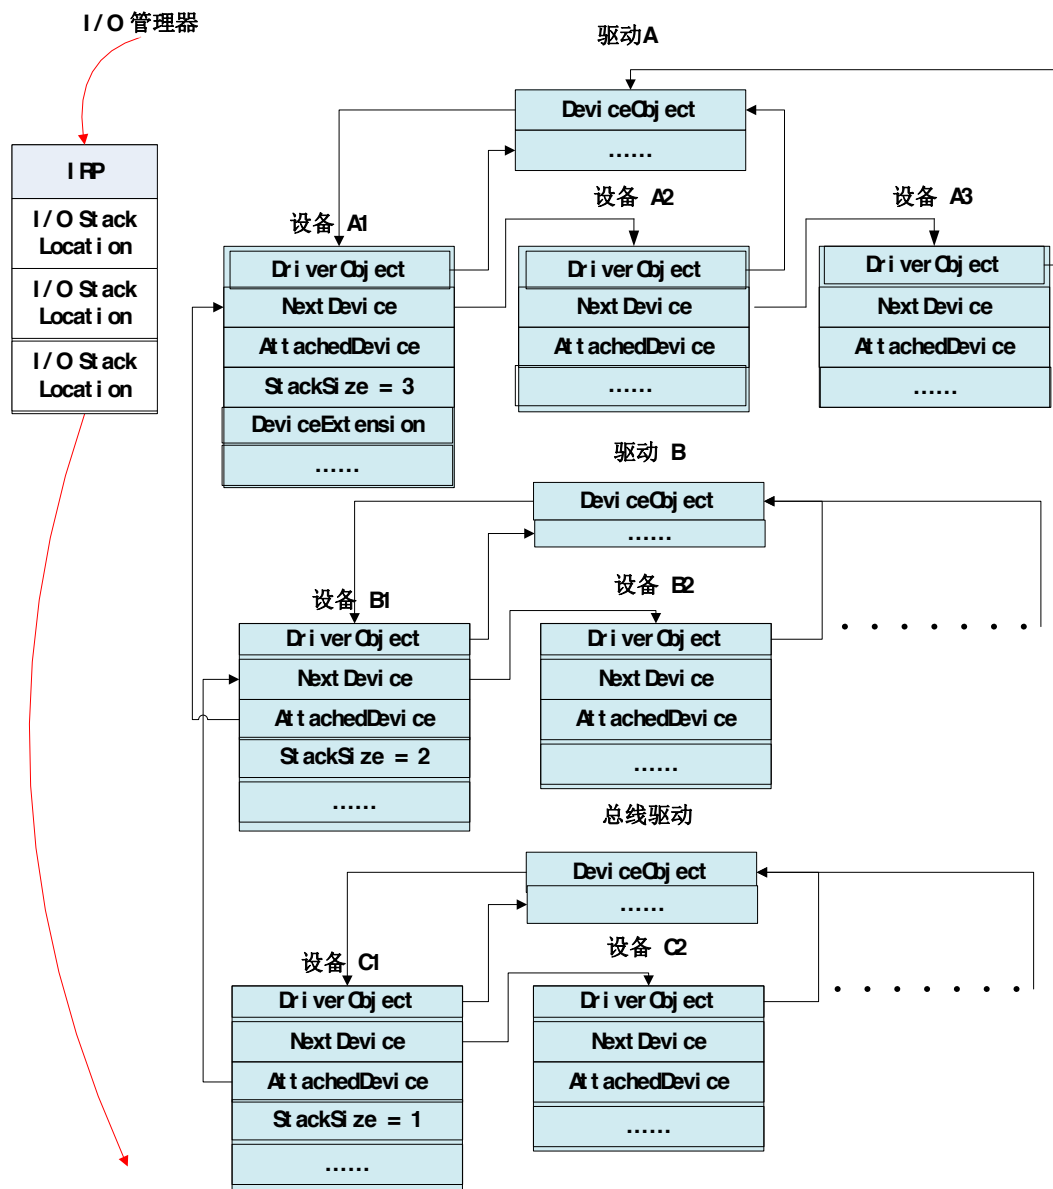 I/O 管理器
驱动A
DeviceObject
......
IRP
I/O Stack
Location
I/O Stack
Location
I/O Stack
Location
设备 A1
DriverObject
NextDevice
AttachedDevice
StackSize = 3
DeviceExtension
......
设备 A2
DriverObject
NextDevice
AttachedDevice
......
设备 A3
DriverObject
NextDevice
AttachedDevice
......
驱动 B
DeviceObject
......
设备 B1
DriverObject
NextDevice
AttachedDevice
StackSize = 2
......
设备 B2
DriverObject
NextDevice
AttachedDevice
......
总线驱动
DeviceObject
......
设备 C1
DriverObject
NextDevice
AttachedDevice
StackSize = 1
......
设备 C2
DriverObject
NextDevice
AttachedDevice
......